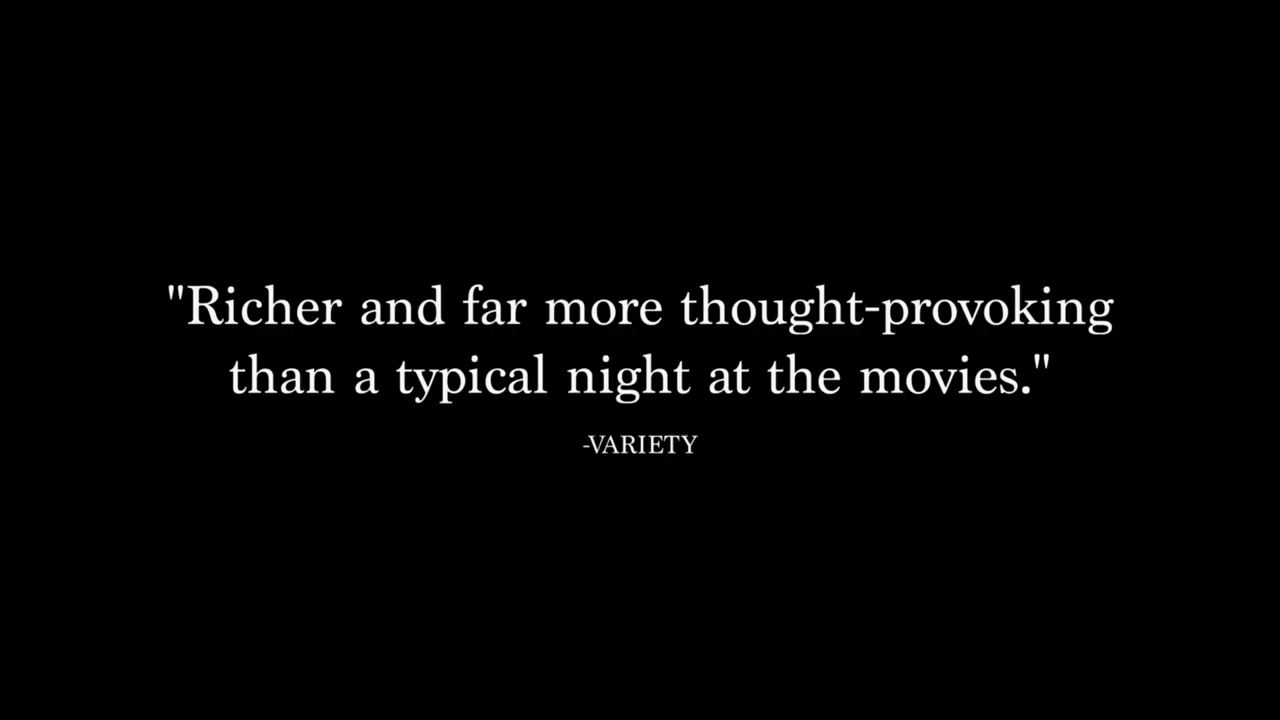 "Richer and far more thought-provoking
than a typical night at the movies."
-VARIETY